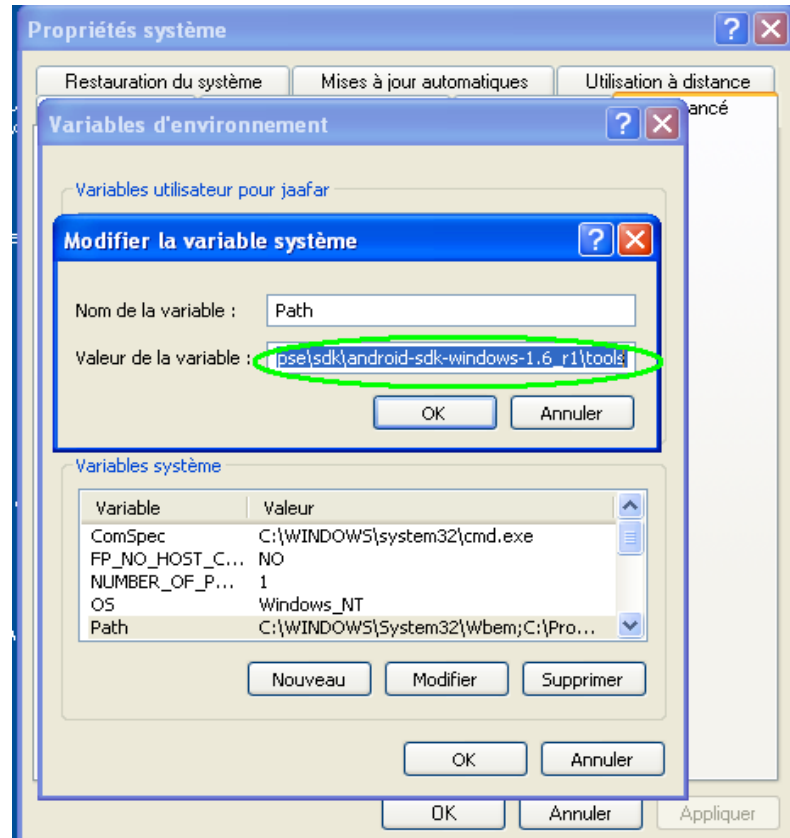 Propriétés système
Restauration du système
Mises à jour automatiques
Utilisation à distance
ancé
Variables d'environnement
Variables utilisateur pour jaafar
Modifier la variable système
Nom de la variable :
Path
Valeur de la variable :
pse\sdk\android-sdk-windows-1.6_r1\tools
OK
Annuler
Variables système
Variable
Valeur
ComSpec
C:\WINDOWS\system32\cmd.exe
FP_NO_HOST_C...
NO
NUMBER_OF_P...
1
OS
Windows_NT
Path
C:\WINDOWS\System32\Wbem;C:\Pro...
Nouveau
Modifier
Supprimer
OK
Annuler
OK
Annuler
Appliquer